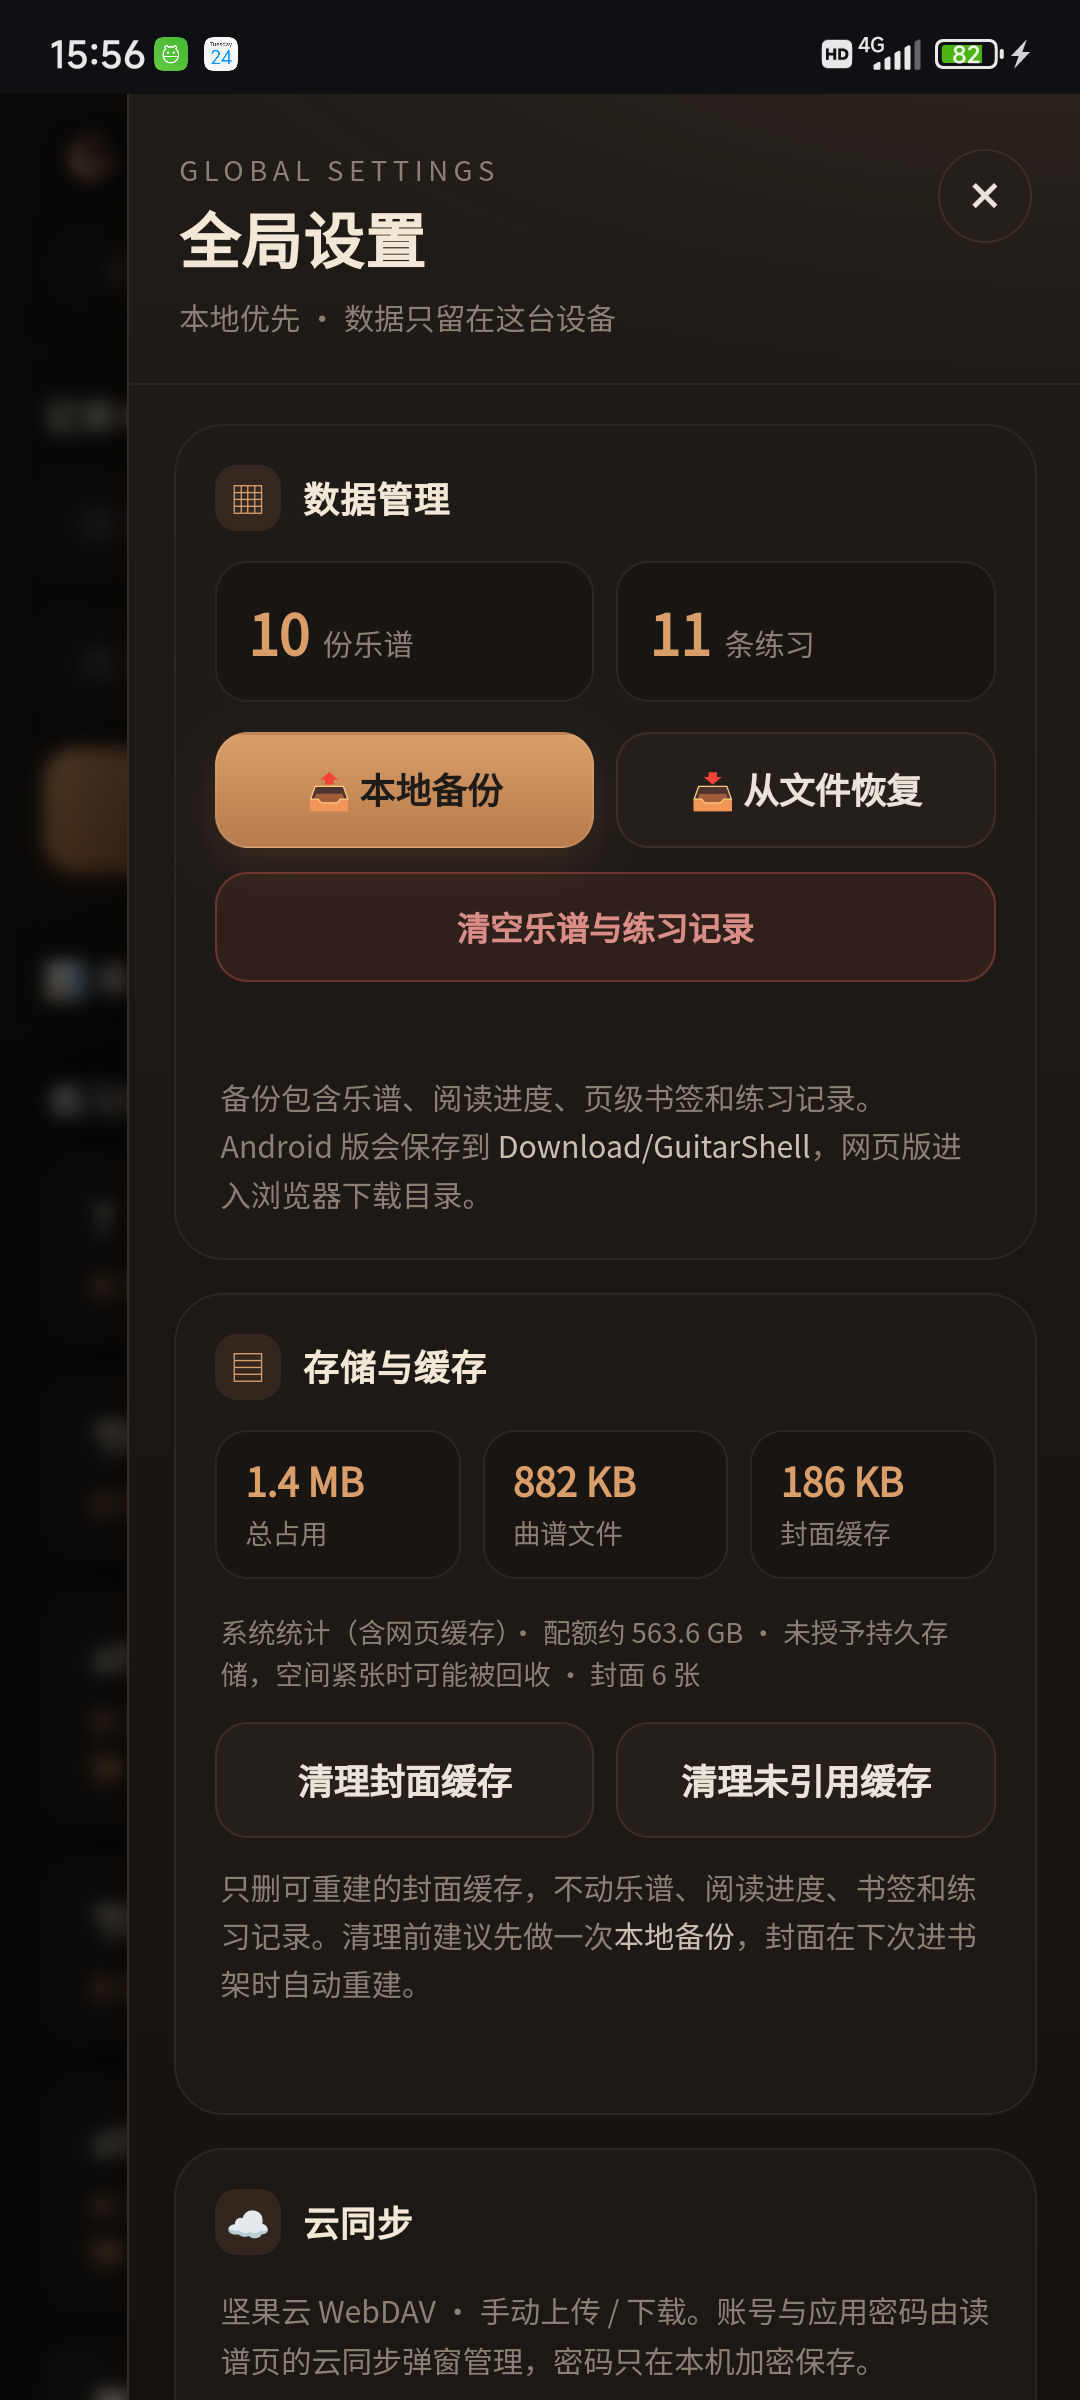 15:56
Tuesday
24
HD
4G
82
GLOBAL SETTINGS
全局设置
本地优先 · 数据只留在这台设备
数据管理
10 份乐谱
11 条练习
本地备份
从文件恢复
清空乐谱与练习记录
备份包含乐谱、阅读进度、页级书签和练习记录。
Android 版会保存到 Download/GuitarShell，网页版进
入浏览器下载目录。
存储与缓存
1.4 MB
总占用
882 KB
曲谱文件
186 KB
封面缓存
系统统计（含网页缓存）· 配额约 563.6 GB · 未授予持久存
储，空间紧张时可能被回收 · 封面 6 张
清理封面缓存
清理未引用缓存
只删可重建的封面缓存，不动乐谱、阅读进度、书签和练
习记录。清理前建议先做一次本地备份，封面在下次进书
架时自动重建。
云同步
坚果云 WebDAV · 手动上传 / 下载。账号与应用密码由读
谱页的云同步弹窗管理，密码只在本机加密保存。